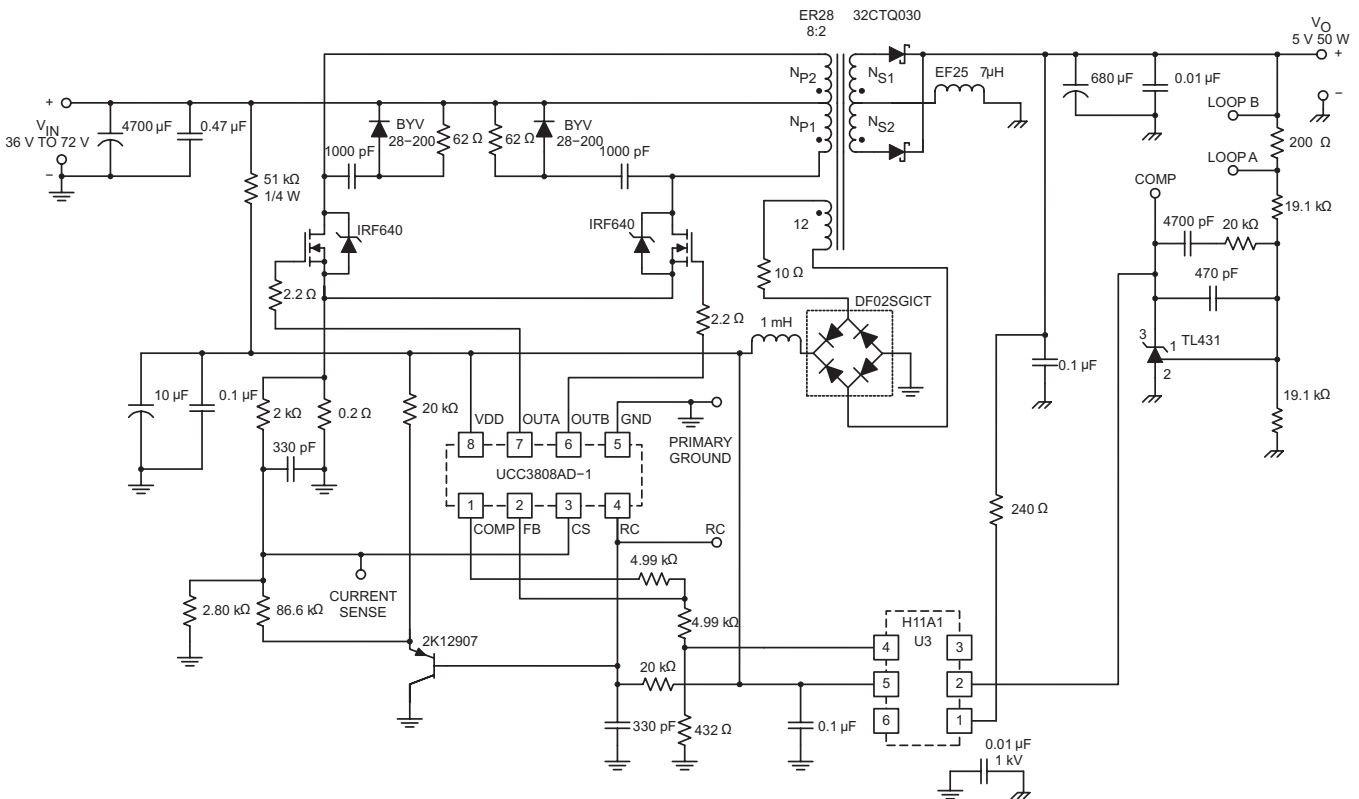 ER28
8:2
32CTQ030
VO
5 V 50 W
+
−
NP2
NP1
NS1
NS2
EF25 7µH
680 µF
0.01 µF
LOOP B
200 Ω
LOOP A
+
VIN
36 V TO 72 V
−
4700 µF
0.47 µF
51 kΩ
1/4 W
1000 pF
BYV
28−200
62 Ω
62 Ω
BYV
28−200
1000 pF
IRF640
IRF640
2.2 Ω
2.2 Ω
12
10 Ω
DF02SGICT
1 mH
COMP
19.1 kΩ
4700 pF
20 kΩ
470 pF
3
1
TL431
2
0.1 µF
19.1 kΩ
10 µF
0.1 µF
2 kΩ
0.2 Ω
330 pF
20 kΩ
VDD
OUTA
OUTB
GND
8
7
6
5
PRIMARY
GROUND
UCC3808AD−1
1
2
3
4
COMP
FB
CS
RC
RC
240 Ω
4.99 kΩ
CURRENT
SENSE
2.80 kΩ
86.6 kΩ
4.99 kΩ
2K12907
20 kΩ
330 pF
432 Ω
0.1 µF
H11A1
U3
4
3
5
2
6
1
0.01 µF
1 kV